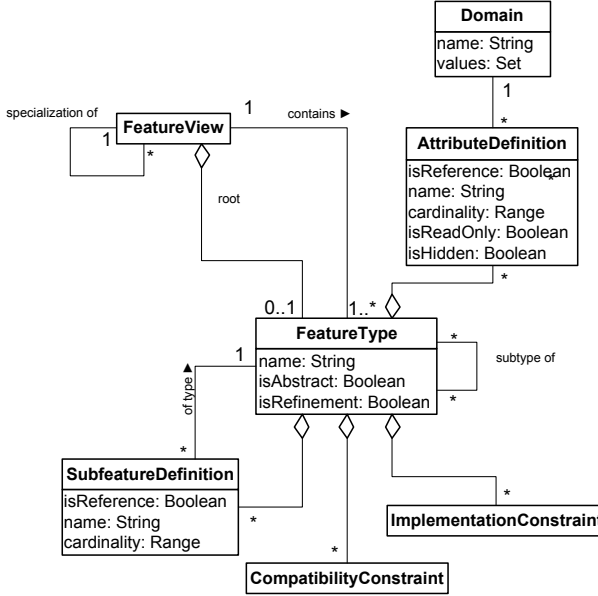 Domain
name: String
values: Set
1
*
specialization of
FeatureView
1
*
1
contains ►
root
AttributeDefinition
isReference: Boolean
*
name: String
cardinality: Range
isReadOnly: Boolean
isHidden: Boolean
*
0..1
1..*
FeatureType
name: String
isAbstract: Boolean
isRefinement: Boolean
*
subtype of
*
1
of type ►
*
SubfeatureDefinition
isReference: Boolean
name: String
cardinality: Range
*
*
ImplementationConstraint
*
CompatibilityConstraint